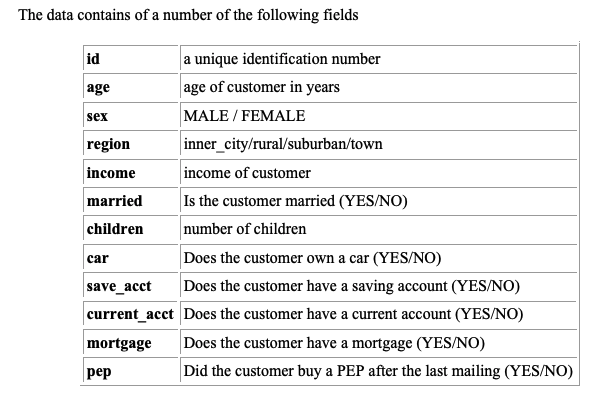 The data contains of a number of the following fields
id a unique identification number
age age of customer in years
sex MALE / FEMALE
region inner_city/rural/suburban/town
income income of customer
married Is the customer married (YES/NO)
children number of children
car Does the customer own a car (YES/NO)
save_acct Does the customer have a saving account (YES/NO)
current_acct Does the customer have a current account (YES/NO)
mortgage Does the customer have a mortgage (YES/NO)
pep Did the customer buy a PEP after the last mailing (YES/NO)